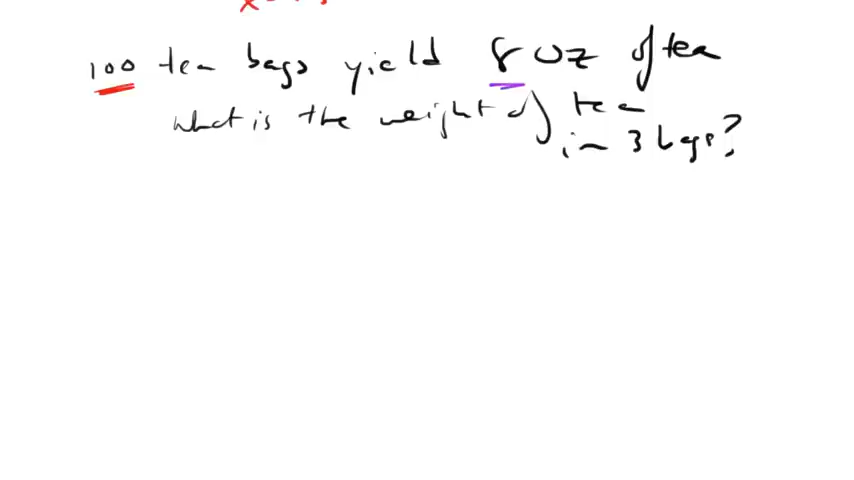 100 tea bags yield 8 oz of tea
what is the weight of tea
in 3 bags?